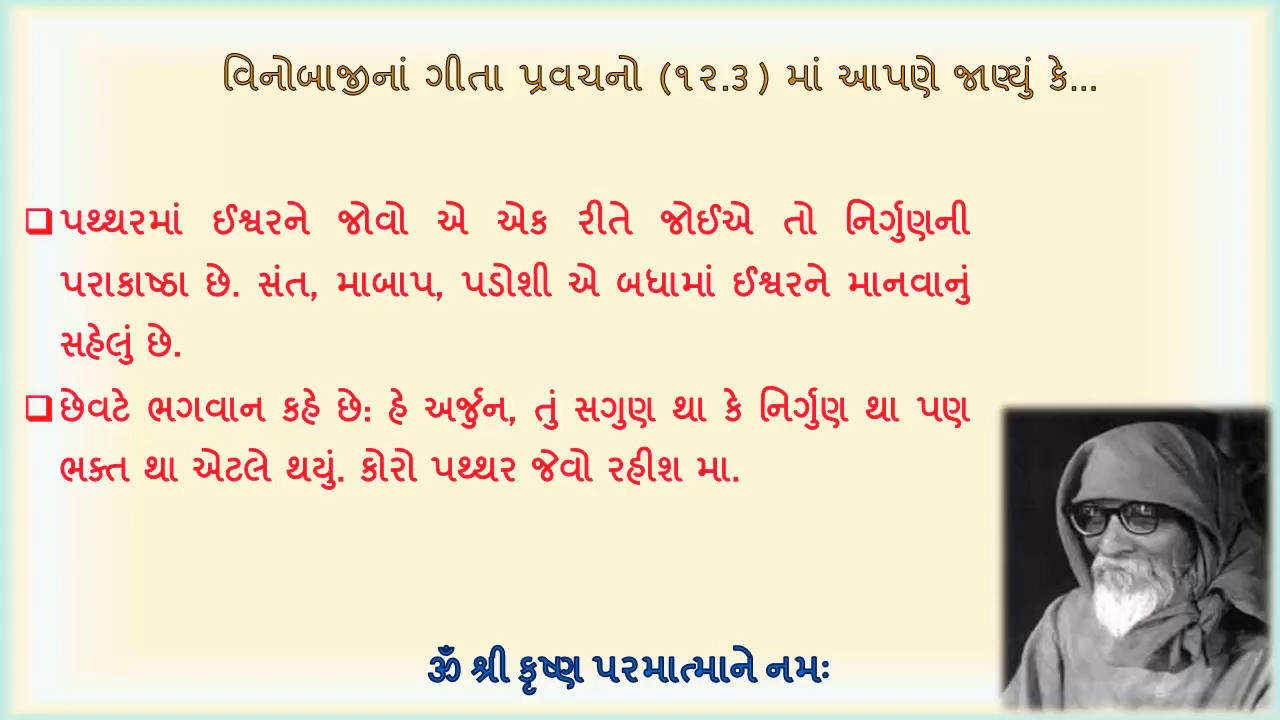 વિનોબાજીનાં ગીતા પ્રવચનો (૧૨.૩) માં આપણે જાણ્યું કે...
પથ્થરમાં ઈશ્વરને જોવો એ એક રીતે જોઈએ તો નિર્ગુણની
પરાકાષ્ઠા છે. સંત, માબાપ, પડોશી એ બધામાં ઈશ્વરને માનવાનું
સહેલું છે.
છેવટે ભગવાન કહે છે: હે અર્જુન, તું સગુણ થા કે નિર્ગુણ થા પણ
ભક્ત થા એટલે થયું. કોરો પથ્થર જેવો રહીશ મા.
ૐ શ્રી કૃષ્ણ પરમાત્માને નમઃ